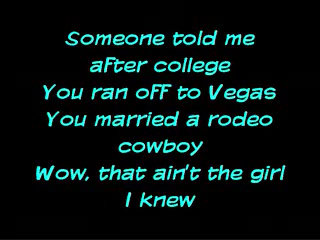 Someone told me
after college
You ran off to Vegas
You married a rodeo
cowboy
Wow, that ain't the girl
I knew